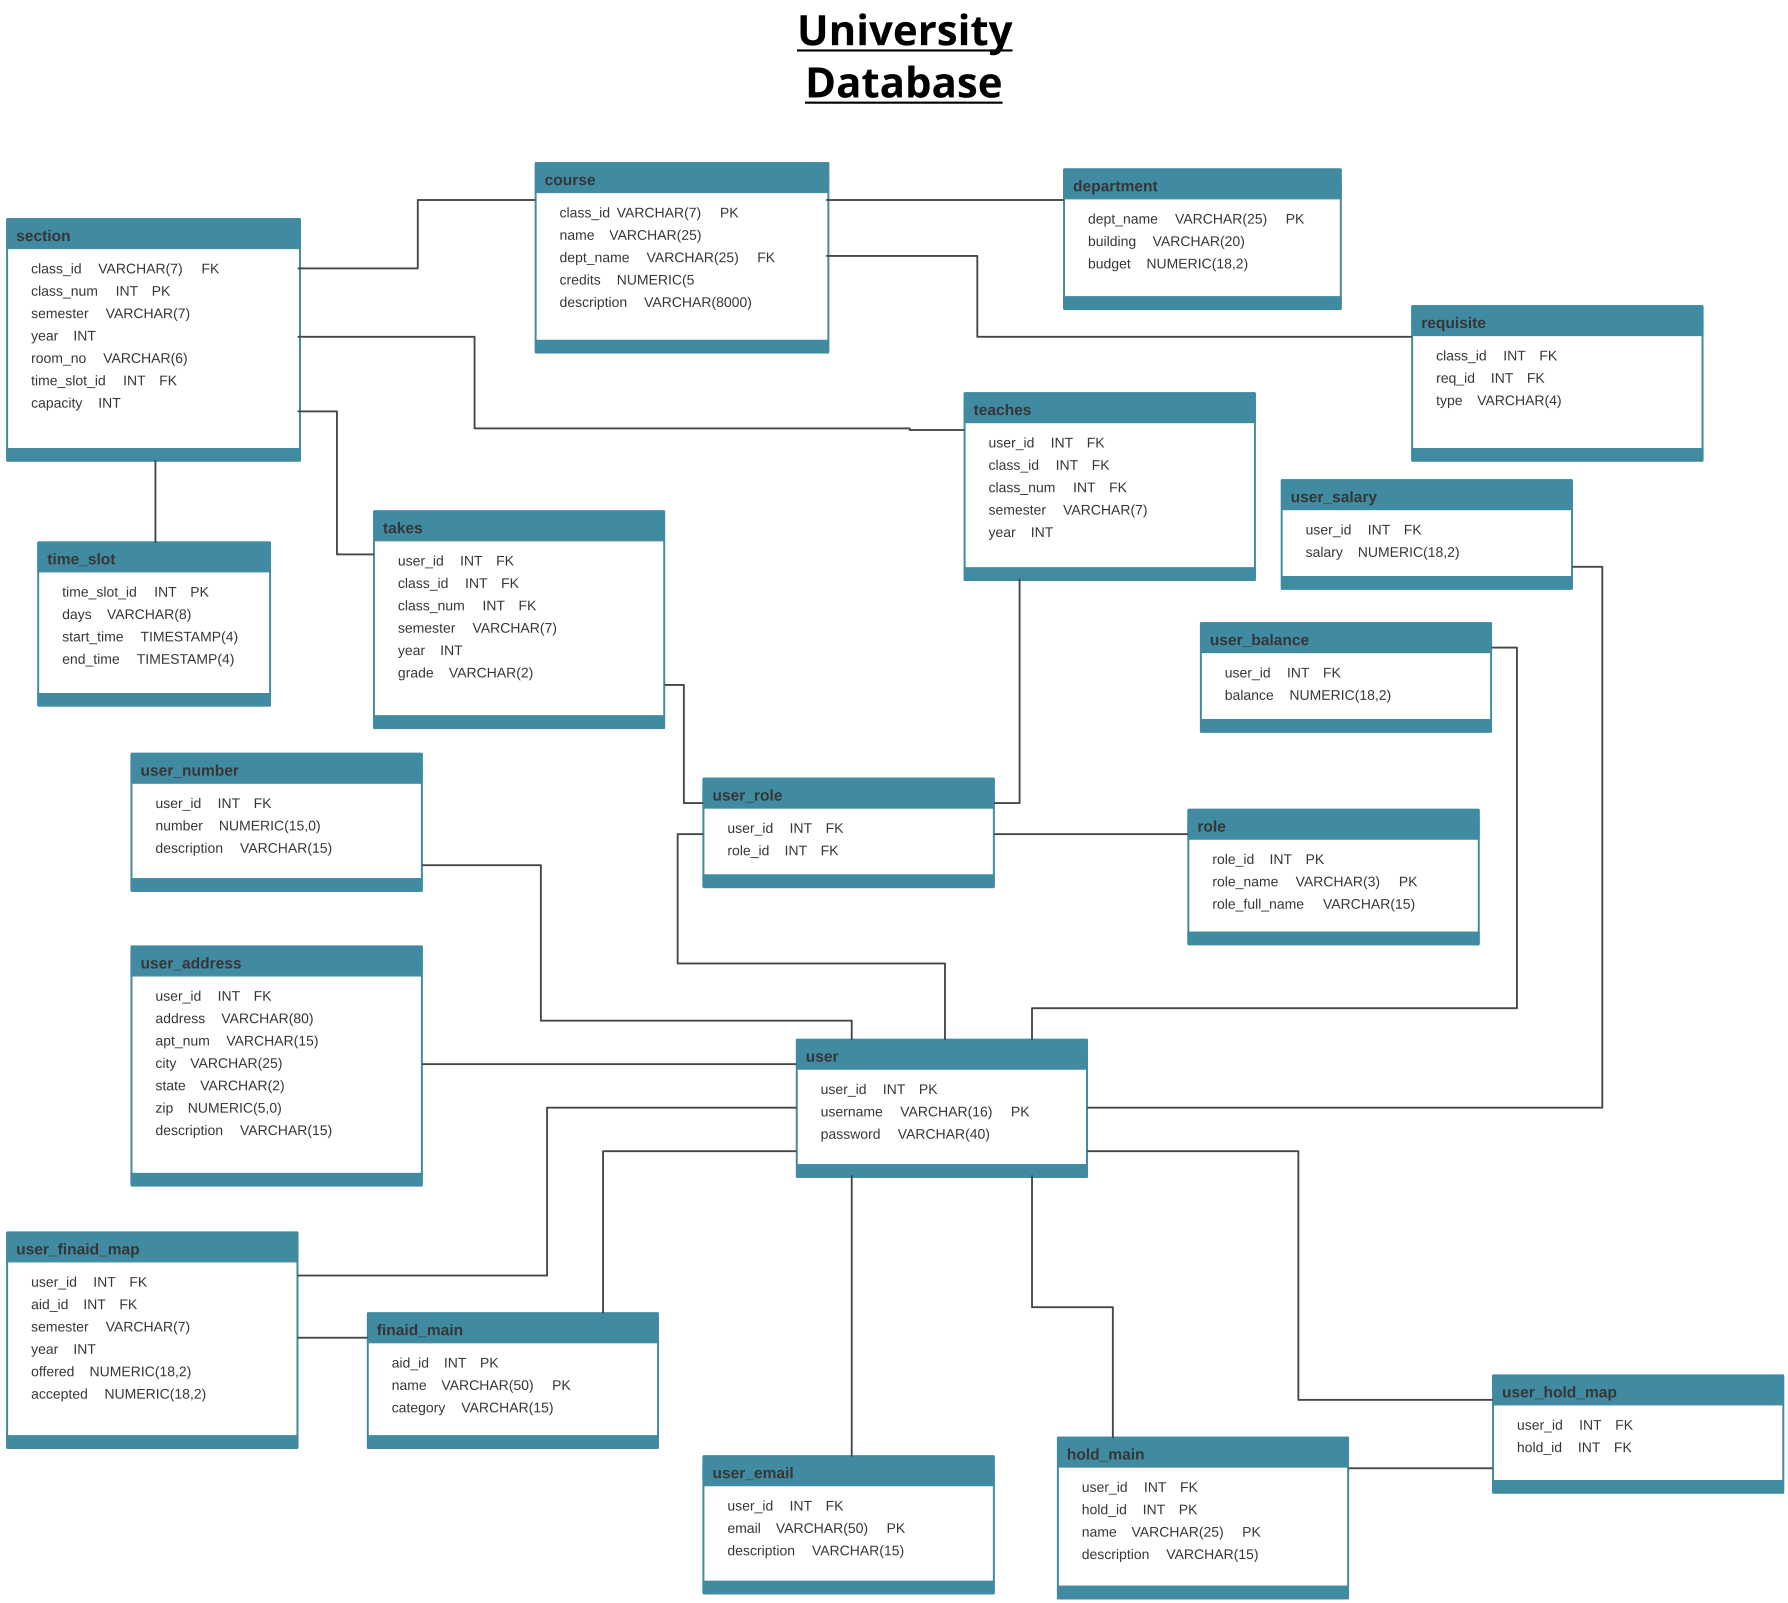 University
Database
course
class_id VARCHAR(7) PK
name VARCHAR(25)
dept_name VARCHAR(25) FK
credits NUMERIC(5
description VARCHAR(8000)
department
dept_name VARCHAR(25) PK
building VARCHAR(20)
budget NUMERIC(18,2)
section
class_id VARCHAR(7) FK
class_num INT PK
semester VARCHAR(7)
year INT
room_no VARCHAR(6)
time_slot_id INT FK
capacity INT
requisite
class_id INT FK
req_id INT FK
type VARCHAR(4)
teaches
user_id INT FK
class_id INT FK
class_num INT FK
semester VARCHAR(7)
year INT
user_salary
user_id INT FK
salary NUMERIC(18,2)
takes
user_id INT FK
class_id INT FK
class_num INT FK
semester VARCHAR(7)
year INT
grade VARCHAR(2)
time_slot
time_slot_id INT PK
days VARCHAR(8)
start_time TIMESTAMP(4)
end_time TIMESTAMP(4)
user_balance
user_id INT FK
balance NUMERIC(18,2)
user_number
user_id INT FK
number NUMERIC(15,0)
description VARCHAR(15)
user_role
user_id INT FK
role_id INT FK
role
role_id INT PK
role_name VARCHAR(3) PK
role_full_name VARCHAR(15)
user_address
user_id INT FK
address VARCHAR(80)
apt_num VARCHAR(15)
city VARCHAR(25)
state VARCHAR(2)
zip NUMERIC(5,0)
description VARCHAR(15)
user
user_id INT PK
username VARCHAR(16) PK
password VARCHAR(40)
user_finaid_map
user_id INT FK
aid_id INT FK
semester VARCHAR(7)
year INT
offered NUMERIC(18,2)
accepted NUMERIC(18,2)
finaid_main
aid_id INT PK
name VARCHAR(50) PK
category VARCHAR(15)
user_email
user_id INT FK
email VARCHAR(50) PK
description VARCHAR(15)
hold_main
user_id INT FK
hold_id INT PK
name VARCHAR(25) PK
description VARCHAR(15)
user_hold_map
user_id INT FK
hold_id INT FK